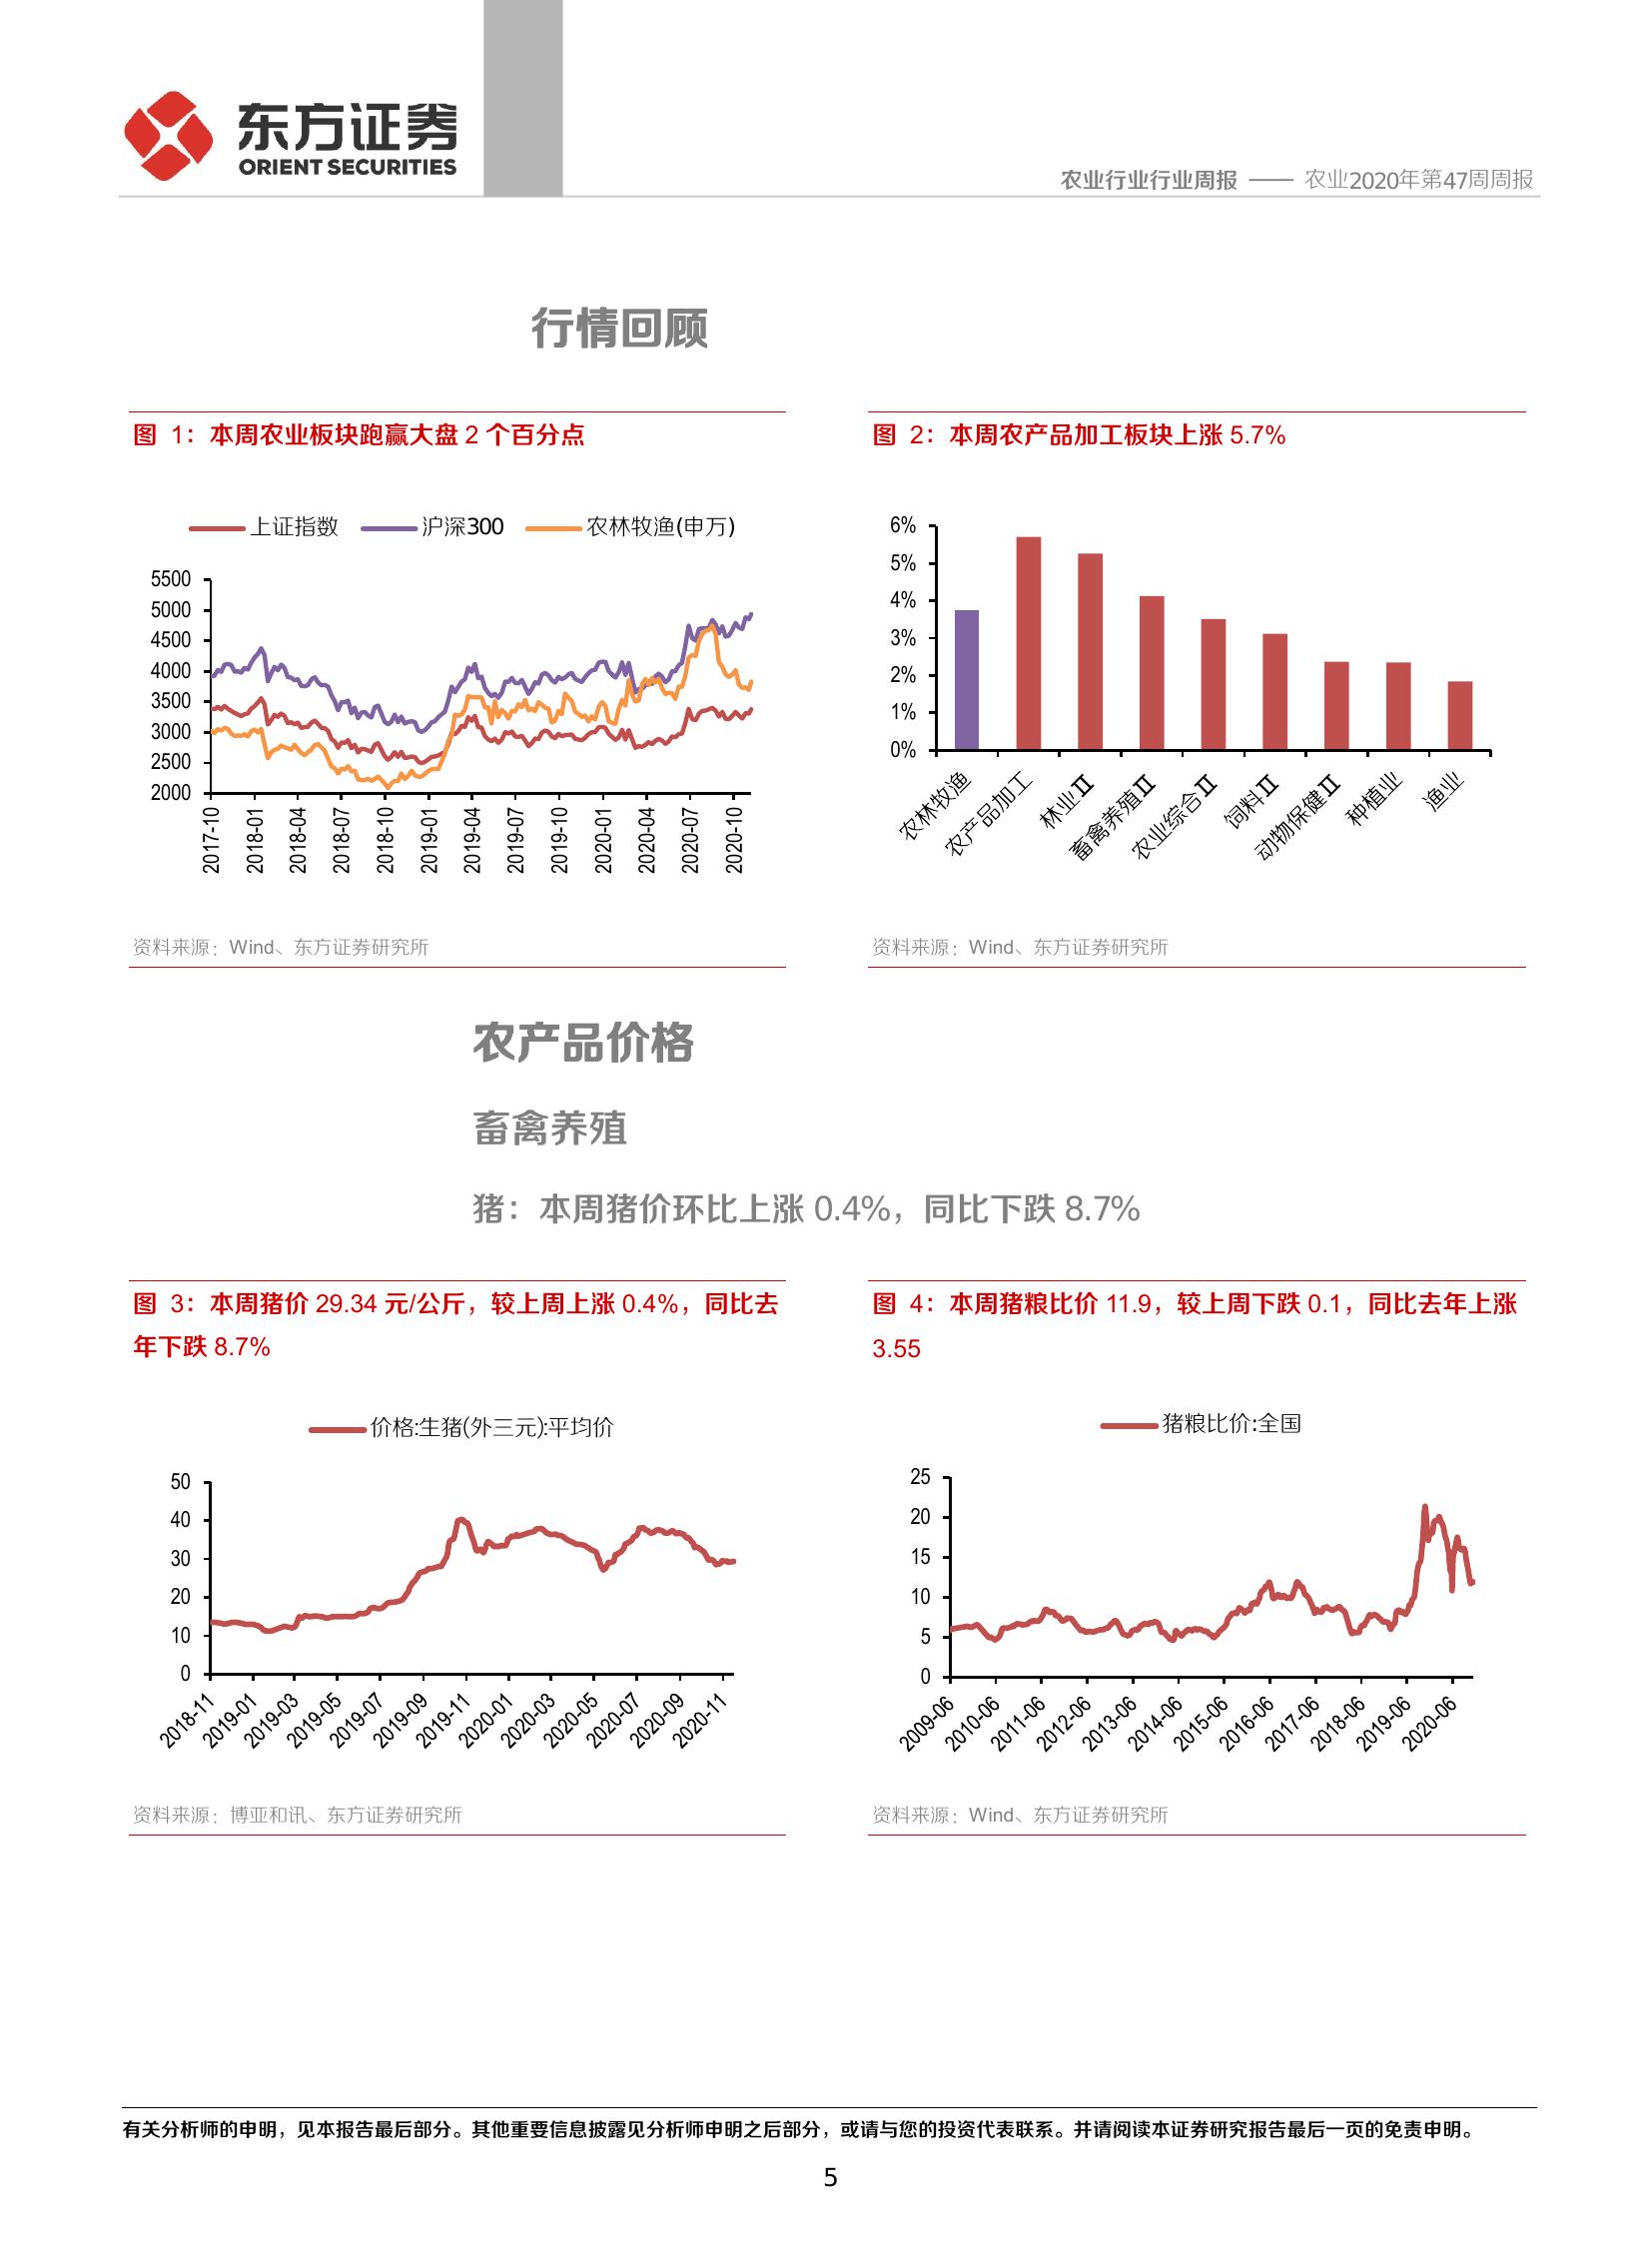 东方证券
ORIENT SECURITIES
农业行业行业周报 —— 农业2020年第47周周报
行情回顾
图 1：本周农业板块跑赢大盘 2 个百分点
上证指数 沪深300 农林牧渔(申万)
5500
5000
4500
4000
3500
3000
2500
2000
2017-10 2018-01 2018-04 2018-07 2018-10 2019-01 2019-04 2019-07 2019-10 2020-01 2020-04 2020-07 2020-10
资料来源：Wind、东方证券研究所
图 2：本周农产品加工板块上涨 5.7%
6%
5%
4%
3%
2%
1%
0%
农林牧渔 农产品加工 林业Ⅱ 畜禽养殖Ⅱ 农业综合Ⅱ 饲料Ⅱ 动物保健Ⅱ 种植业 渔业
资料来源：Wind、东方证券研究所
农产品价格
畜禽养殖
猪：本周猪价环比上涨 0.4%，同比下跌 8.7%
图 3：本周猪价 29.34 元/公斤，较上周上涨 0.4%，同比去
年下跌 8.7%
价格:生猪(外三元):平均价
50
40
30
20
10
0
2018-11 2019-01 2019-03 2019-05 2019-07 2019-09 2019-11 2020-01 2020-03 2020-05 2020-07 2020-09 2020-11
资料来源：博亚和讯、东方证券研究所
图 4：本周猪粮比价 11.9，较上周下跌 0.1，同比去年上涨
3.55
猪粮比价:全国
25
20
15
10
5
0
2009-06 2010-06 2011-06 2012-06 2013-06 2014-06 2015-06 2016-06 2017-06 2018-06 2019-06 2020-06
资料来源：Wind、东方证券研究所
有关分析师的申明，见本报告最后部分。其他重要信息披露见分析师申明之后部分，或请与您的投资代表联系。并请阅读本证券研究报告最后一页的免责申明。
5